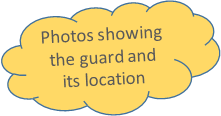 Photos showing
the guard and
its location